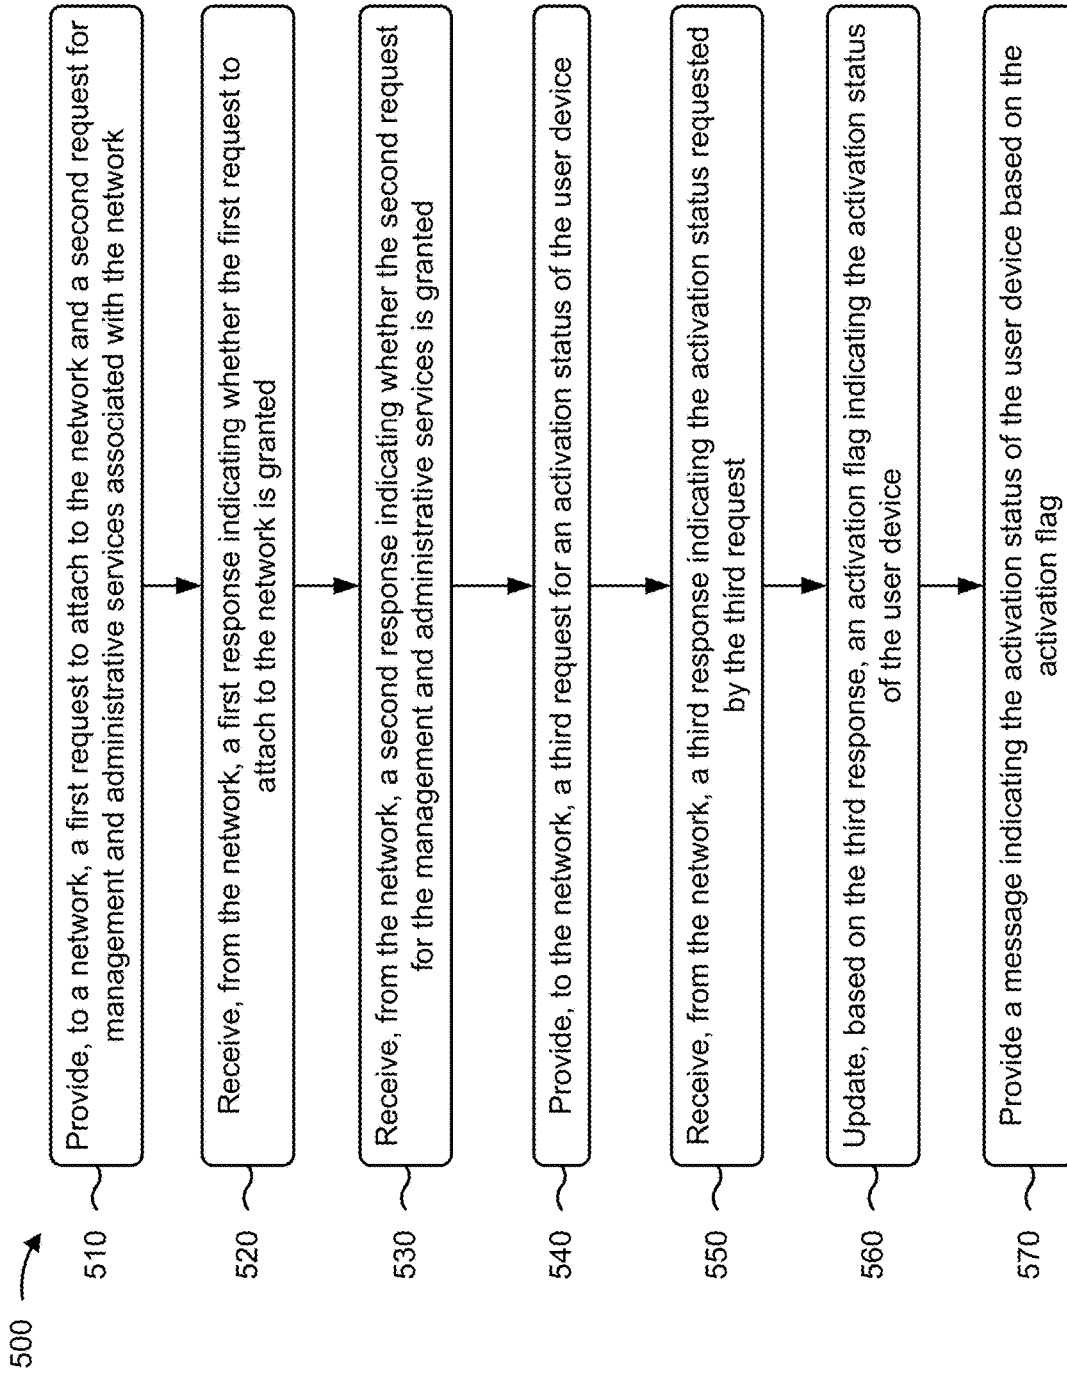 500
510
Provide, to a network, a first request to attach to the network and a second request for
management and administrative services associated with the network
520
Receive, from the network, a first response indicating whether the first request to
attach to the network is granted
530
Receive, from the network, a second response indicating whether the second request
for the management and administrative services is granted
540
Provide, to the network, a third request for an activation status of the user device
550
Receive, from the network, a third response indicating the activation status requested
by the third request
560
Update, based on the third response, an activation flag indicating the activation status
of the user device
570
Provide a message indicating the activation status of the user device based on the
activation flag